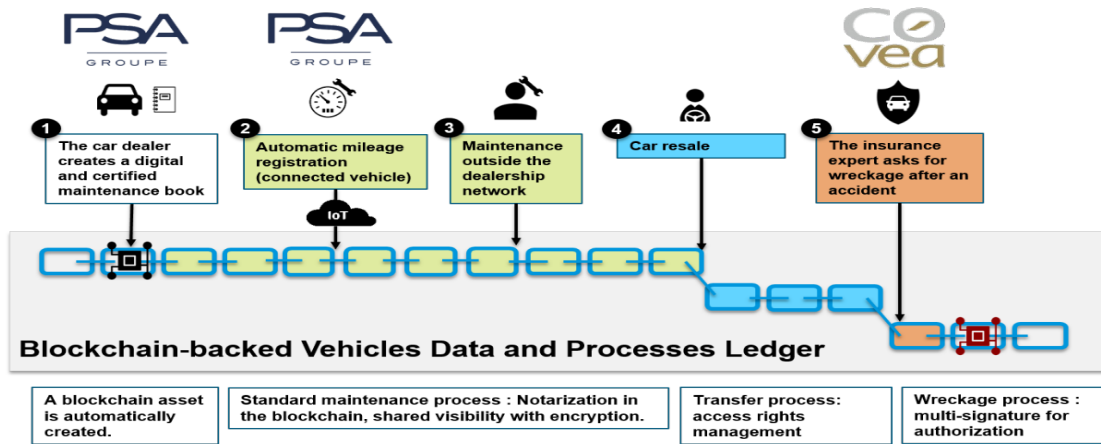 PSA
GROUPE
PSA
GROUPE
COvea
1
The car dealer
creates a digital
and certified
maintenance book
2
Automatic mileage
registration
(connected vehicle)
3
Maintenance
outside the
dealership
network
4
Car resale
5
The insurance
expert asks for
wreckage after an
accident
IoT
Blockchain-backed Vehicles Data and Processes Ledger
A blockchain asset
is automatically
created.
Standard maintenance process : Notarization in
the blockchain, shared visibility with encryption.
Transfer process:
access rights
management
Wreckage process :
multi-signature for
authorization